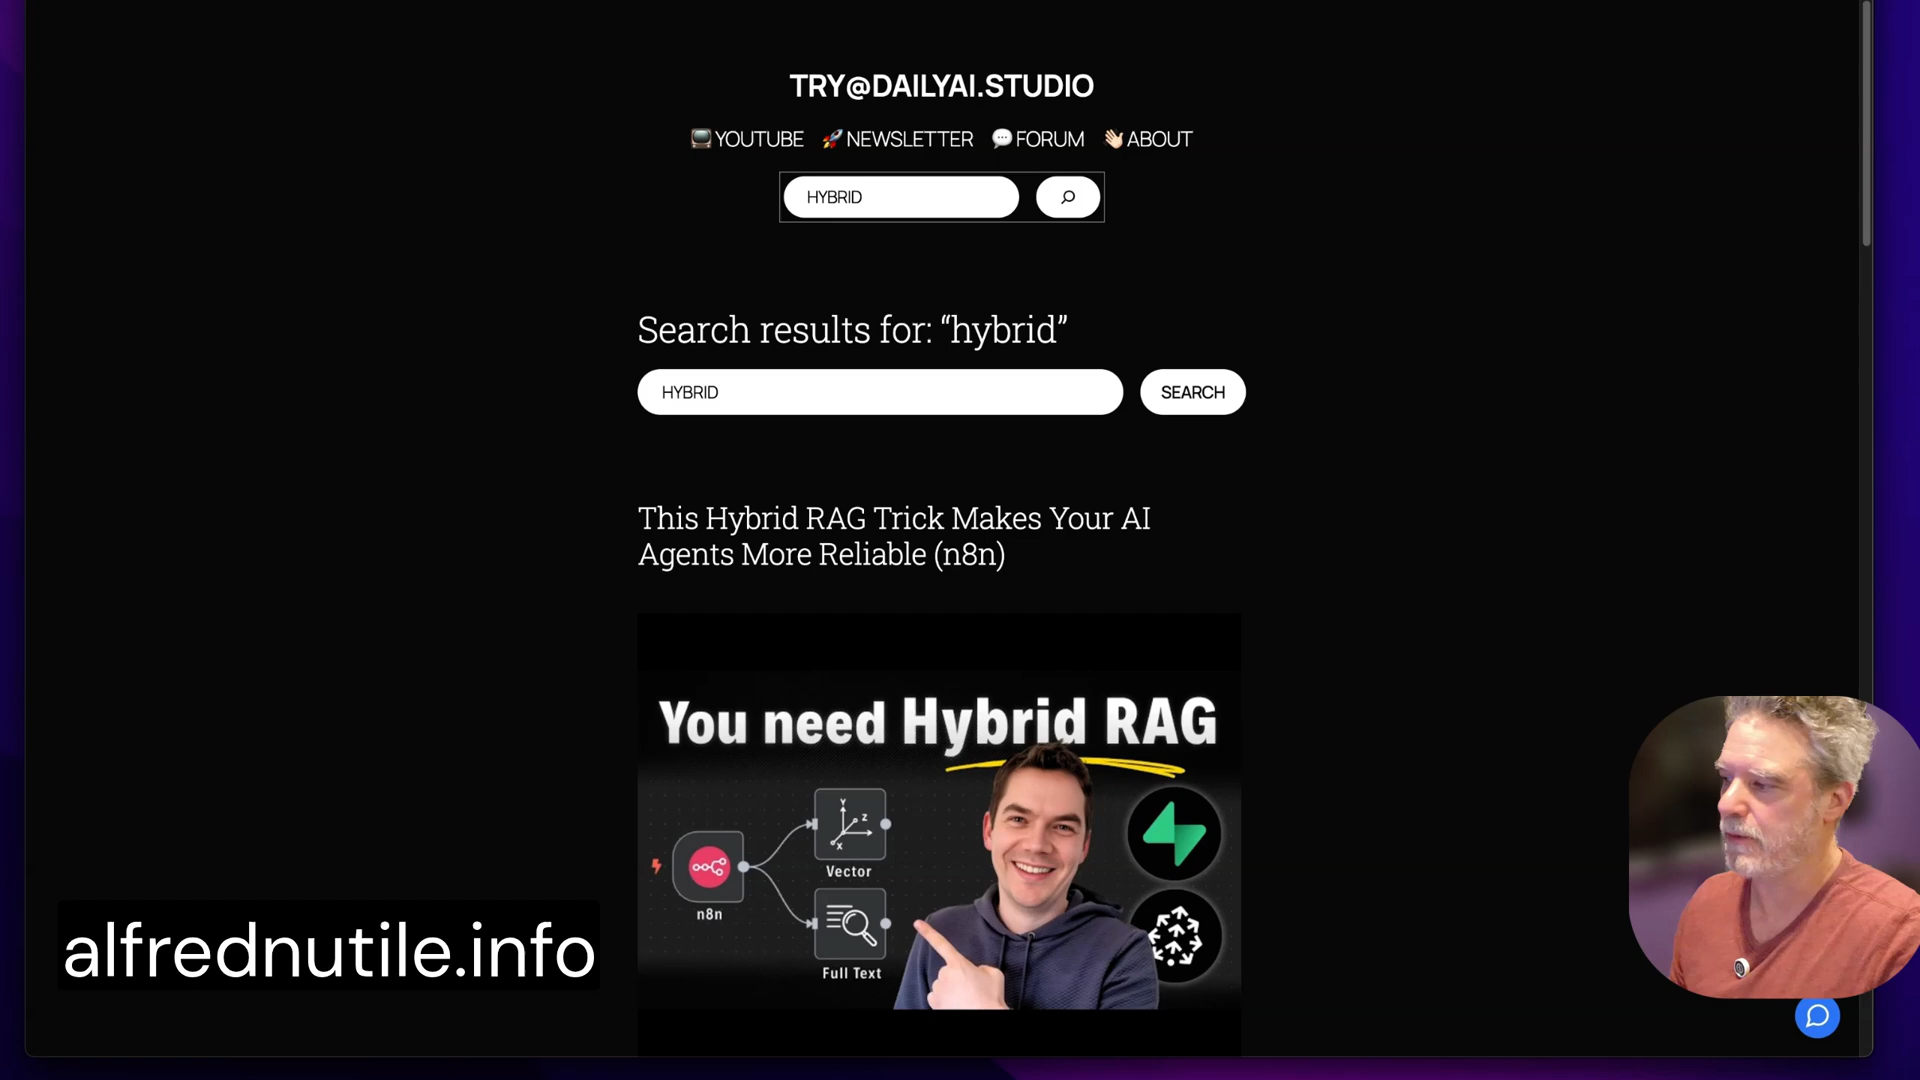 TRY@DAILYAI.STUDIO
YOUTUBE NEWSLETTER FORUM ABOUT
HYBRID
Search results for: “hybrid”
HYBRID SEARCH
This Hybrid RAG Trick Makes Your AI
Agents More Reliable (n8n)
You need Hybrid RAG
Y
Z
X
Vector
n8n
Full Text
alfrednutile.info